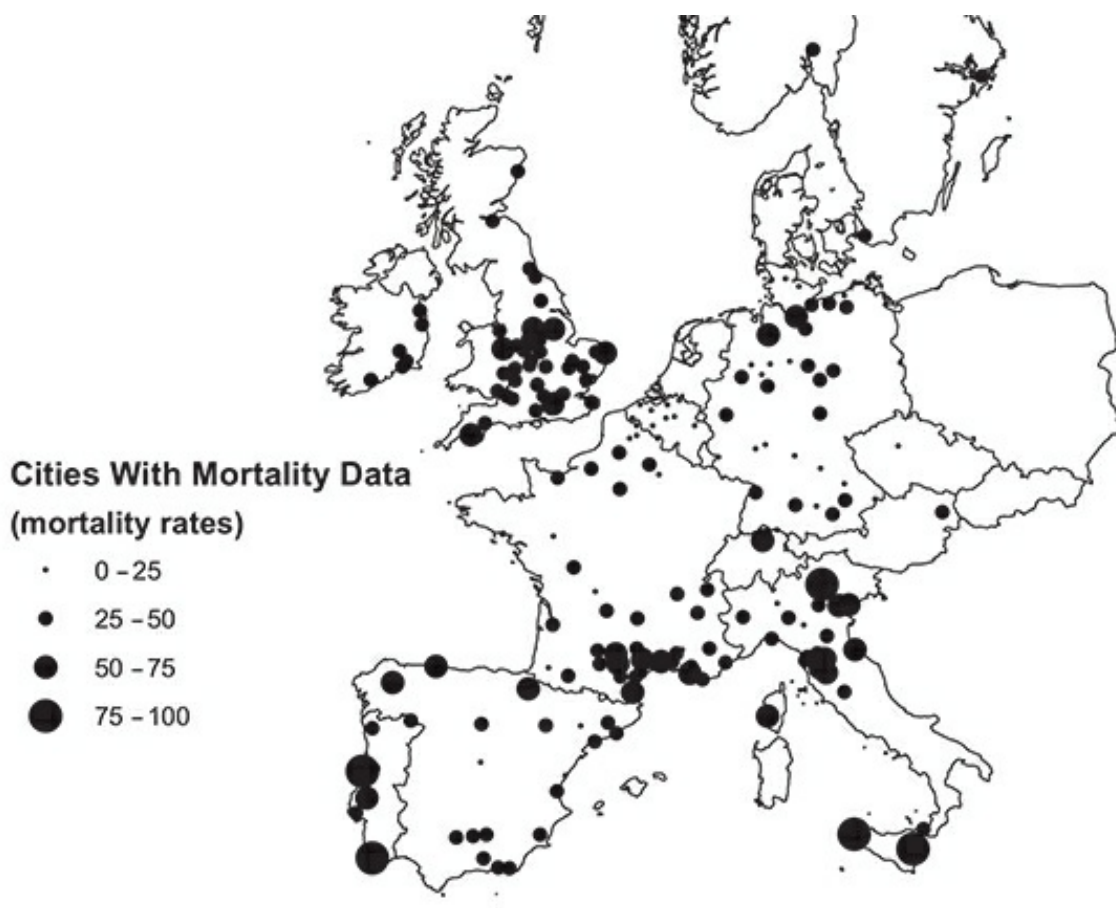 Cities With Mortality Data
(mortality rates)
0 – 25
25 – 50
50 – 75
75 – 100